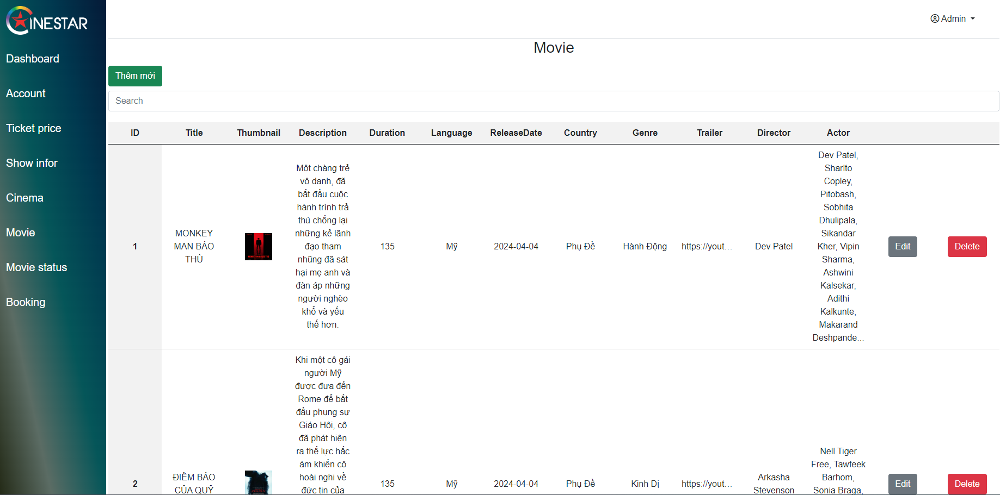 CINESTAR
Admin
Dashboard
Account
Ticket price
Show infor
Cinema
Movie
Movie status
Booking
Movie
Thêm mới
Search
ID Title Thumbnail Description Duration Language ReleaseDate Country Genre Trailer Director Actor
1
MONKEY
MAN BÁO
THÙ
Một chàng trẻ
vô danh, đã
bắt đầu cuộc
hành trình trả
thù chống lại
những kẻ lãnh
đạo tham
nhũng đã sát
hại mẹ anh và
đàn áp những
người nghèo
khổ và yếu
thế hơn.
135
Mỹ
2024-04-04
Phụ Đề
Hành Động
https://yout...
Dev Patel
Dev Patel,
Sharlto
Copley,
Pitobash,
Sobhita
Dhulipala,
Sikandar
Kher, Vipin
Sharma,
Ashwini
Kalsekar,
Adithi
Kalkunte,
Makarand
Deshpande...
Edit
Delete
2
ĐIỀM BÁO
CỦA QUỶ
Khi một cô gái
người Mỹ
được đưa đến
Rome để bắt
đầu phụng sự
Giáo Hội, cô
đã phát hiện
ra thế lực hắc
ám khiến cô
hoài nghi về
đức tin của
135
Mỹ
2024-04-04
Phụ Đề
Kinh Dị
https://yout...
Arkasha
Stevenson
Nell Tiger
Free, Tawfeek
Barhom,
Sonia Braga,
Edit
Delete